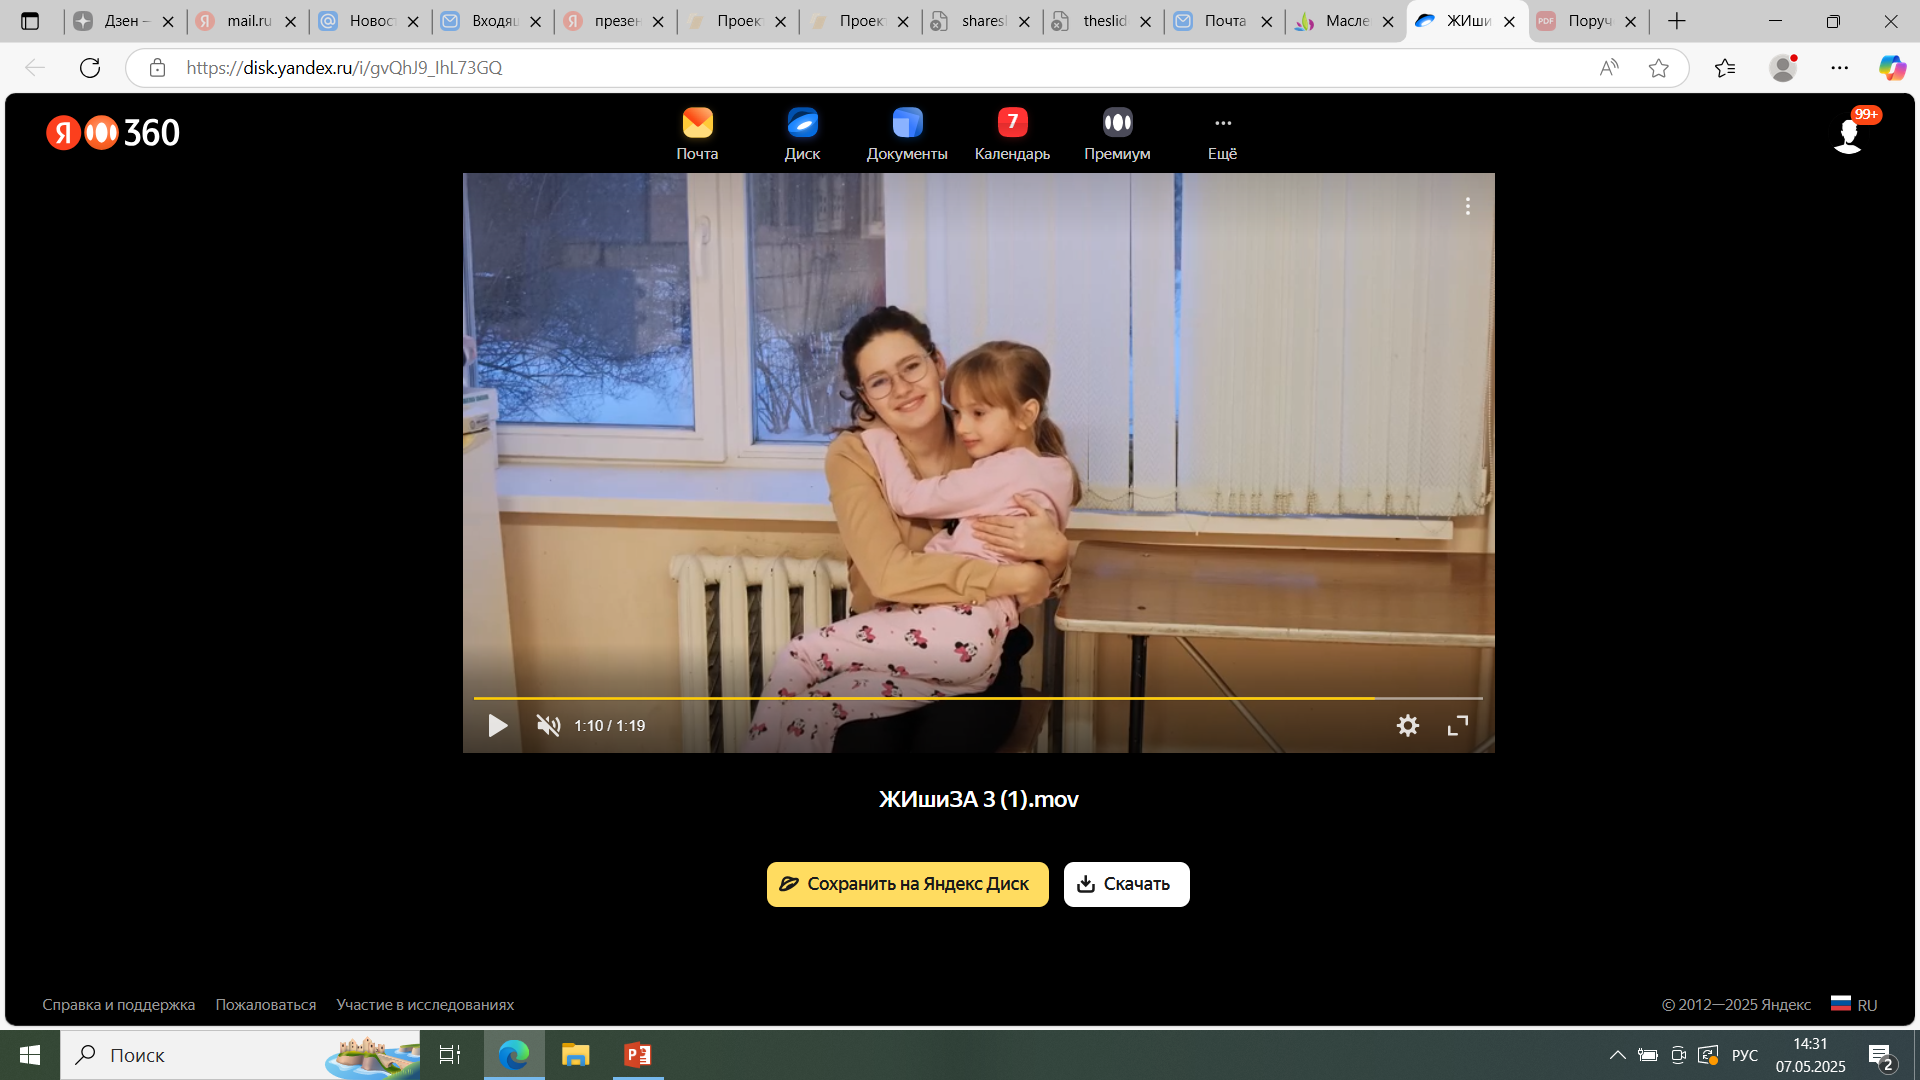 Дзен —
mail.ru
Новост
Входящ
презен
Проек
Проек
shares
theslid
Почта
Масле
ЖИши
Поруч
https://disk.yandex.ru/i/gvQhJ9_IhL73GQ
Я 360
99+
7
Почта
Диск
Документы
Календарь
Премиум
Ещё
1:10 / 1:19
ЖИшиЗА 3 (1).mov
Сохранить на Яндекс Диск
Скачать
Справка и поддержка
Пожаловаться
Участие в исследованиях
© 2012—2025 Яндекс
RU
Поиск
РУС
14:31
07.05.2025
2